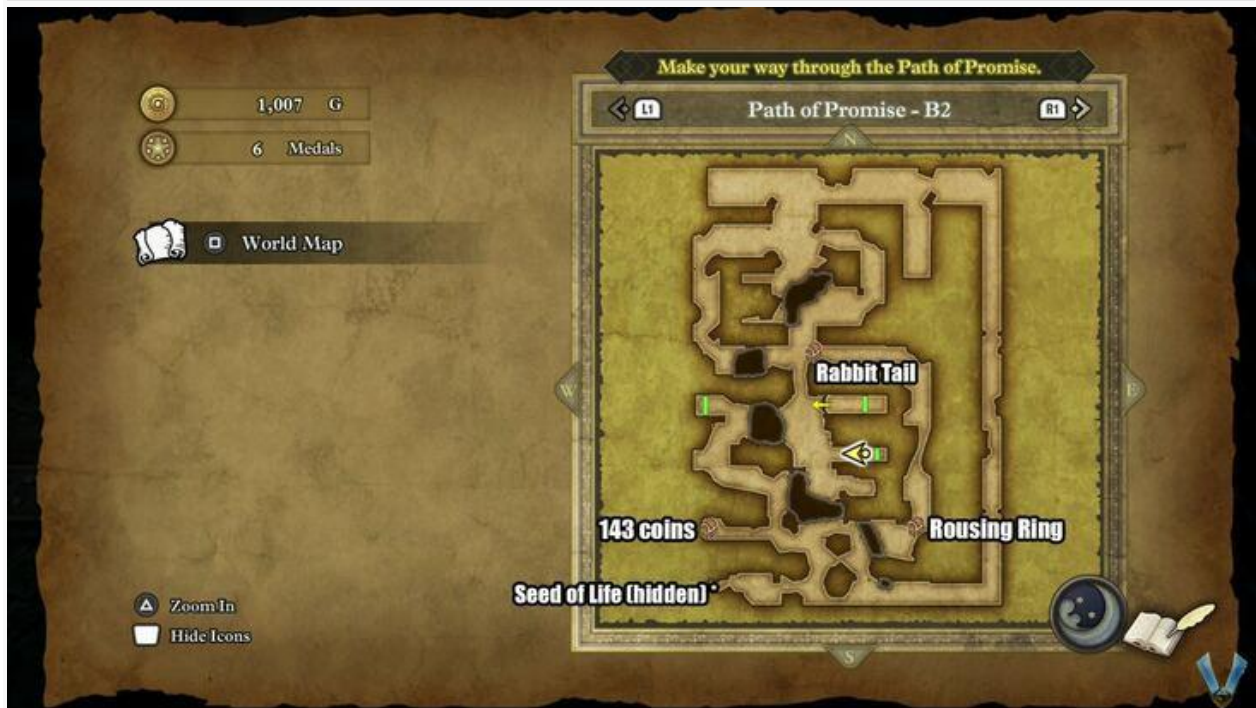 Make your way through the Path of Promise.
L1 Path of Promise - B2 R1
N
1,007 G
6 Medals
World Map
W
E
Rabbit Tail
143 coins
Rousing Ring
Seed of Life (hidden) *
Zoom In
Hide Icons
S